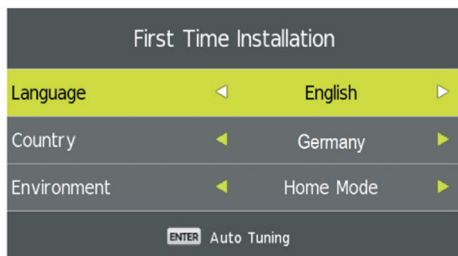 First Time Installation
Language English
Country Germany
Environment Home Mode
ENTER Auto Tuning